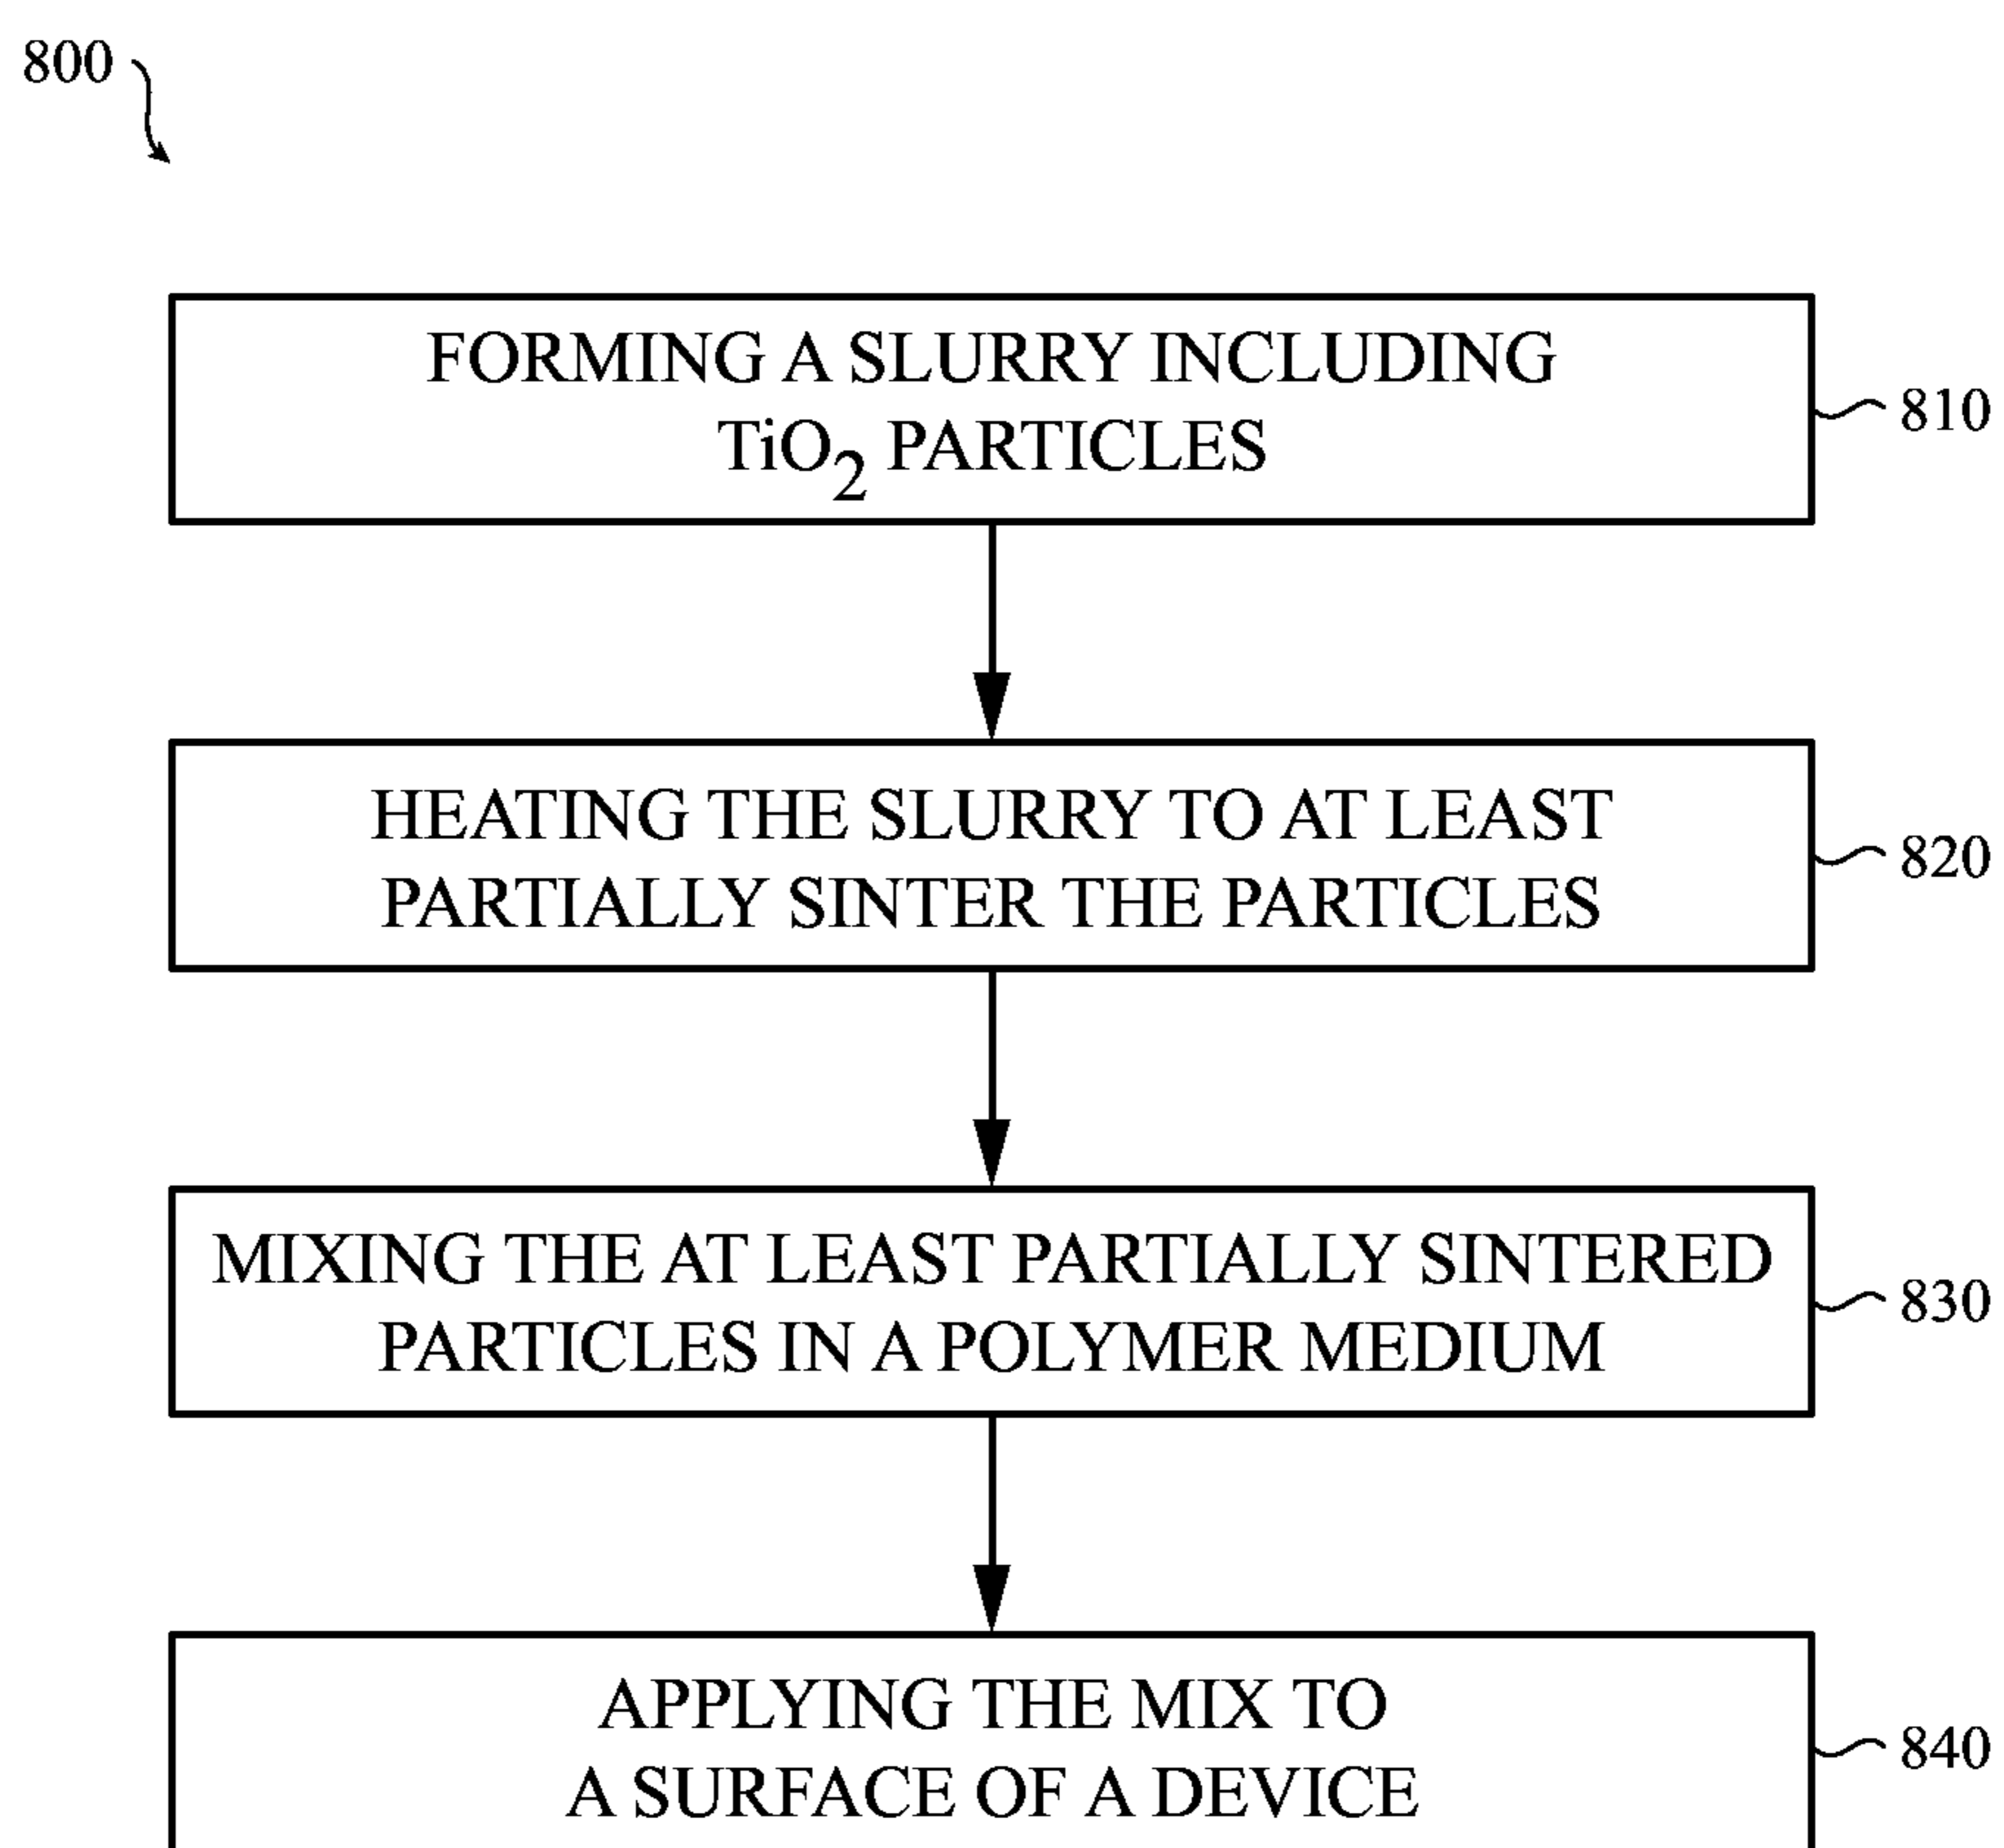 800
FORMING A SLURRY INCLUDING
TiO₂ PARTICLES
810
HEATING THE SLURRY TO AT LEAST
PARTIALLY SINTER THE PARTICLES
820
MIXING THE AT LEAST PARTIALLY SINTERED
PARTICLES IN A POLYMER MEDIUM
830
APPLYING THE MIX TO
A SURFACE OF A DEVICE
840